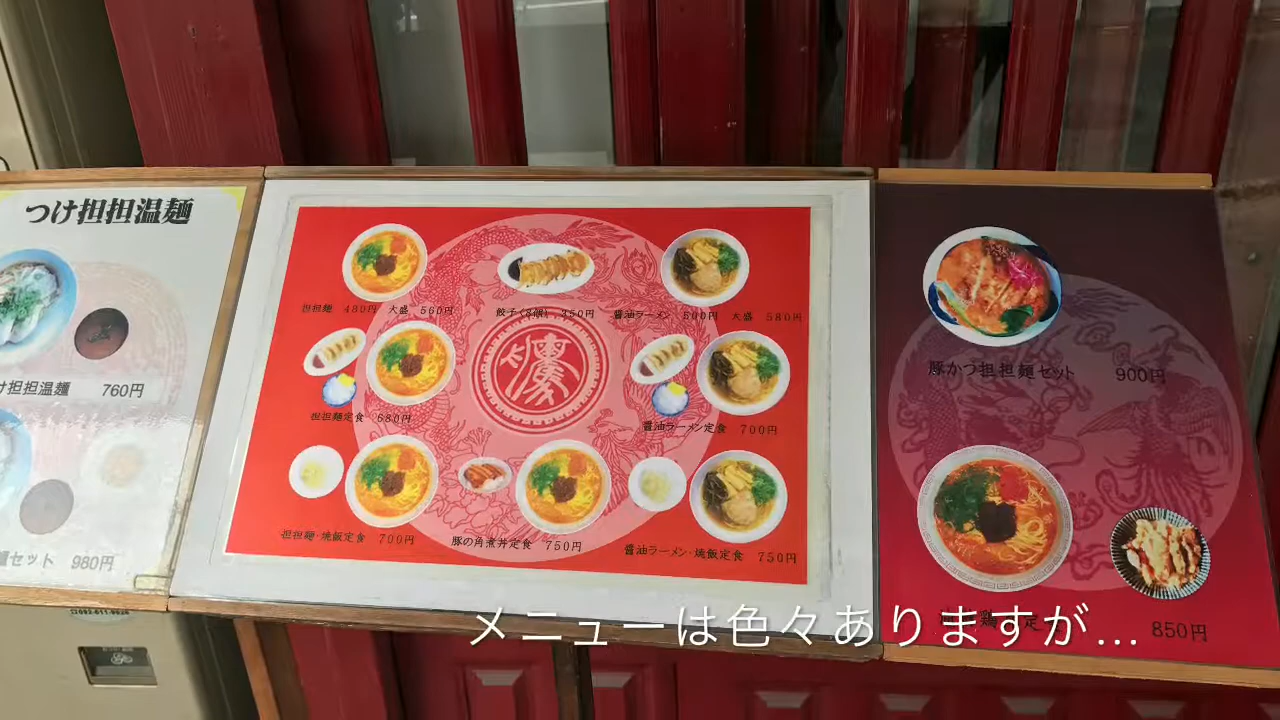 つけ担担温麺
け担担温麺 760円
麺セット 980円
担担麺 480円 大盛 560円
餃子(8個) 350円
醤油ラーメン 500円 大盛 580円
担担麺定食 680円
醤油ラーメン定食 700円
担担麺・焼飯定食 700円
豚の角煮丼定食 750円
醤油ラーメン・焼飯定食 750円
豚かつ担担麺セット 900円
鶏 定 850円
メニューは色々ありますが…